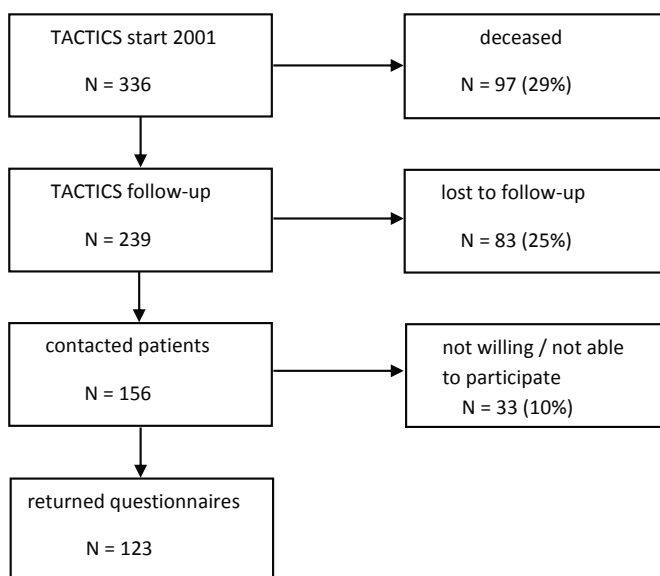 TACTICS start 2001
N = 336
deceased
N = 97 (29%)
TACTICS follow-up
N = 239
lost to follow-up
N = 83 (25%)
contacted patients
N = 156
not willing / not able
to participate
N = 33 (10%)
returned questionnaires
N = 123